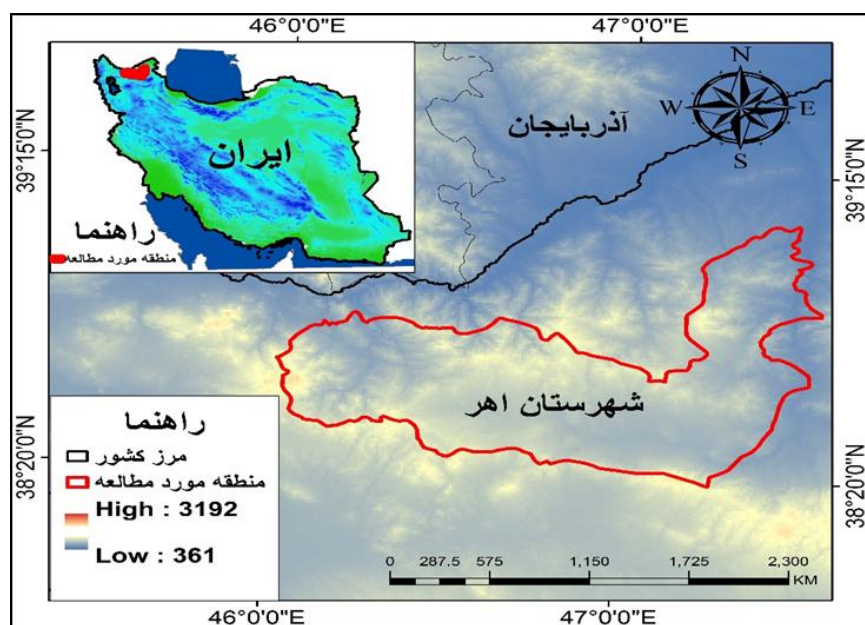 46°0'0"E 47°0'0"E
39°15'0"N
39°15'0"N
38°20'0"N
38°20'0"N
ایران
راهنما
منطقه مورد مطالعه
آذربایجان
N
W E
S
شهرستان اهر
راهنما
مرز کشور
منطقه مورد مطالعه
High : 3192
Low : 361
0 287.5 575 1,150 1,725 2,300
KM
46°0'0"E 47°0'0"E